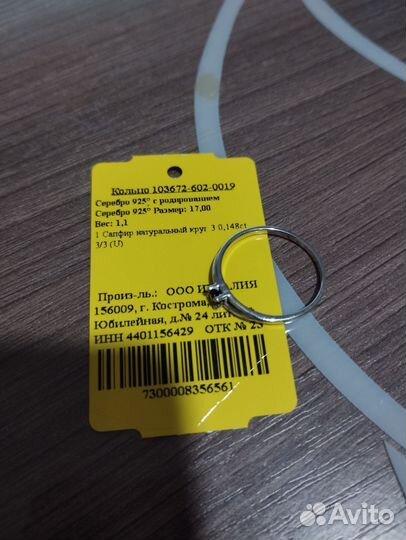 Кольцо 103672-602-0019
Серебро 925° с родированием
Серебро 925° Размер: 17,00
Вес: 1,1
1 Сапфир натуральный круг 3 0,148ct
3/3 (U)
Произ-ль.: ООО
156009, г. Кострома,
Юбилейная, д.№ 24 лит
ИНН 4401156429 ОТК № 23
7300008356561
Avito